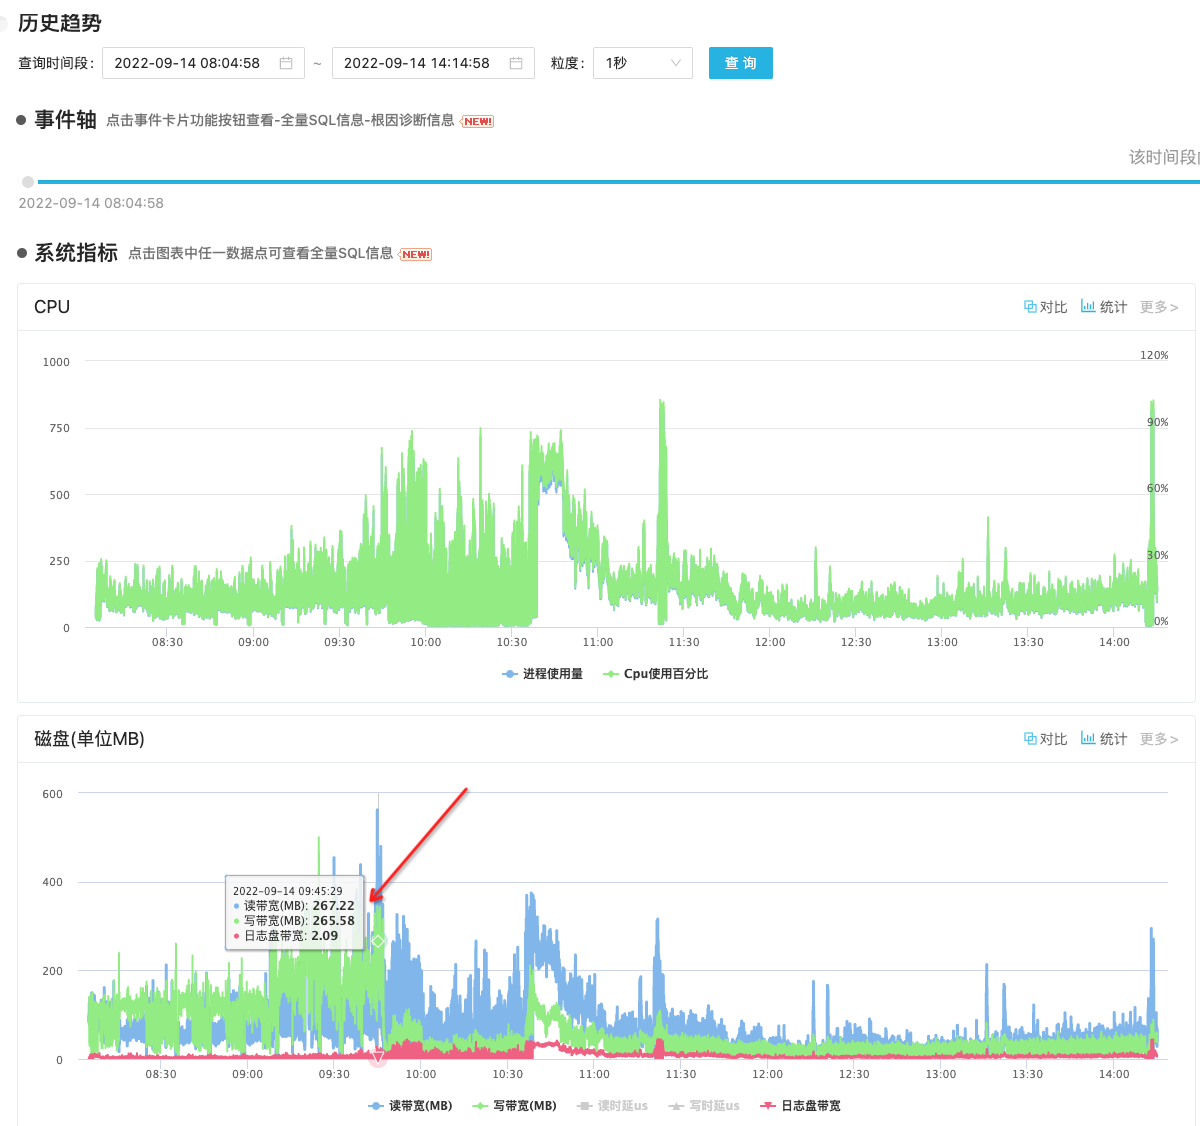 历史趋势
查询时间段： 2022-09-14 08:04:58 ~ 2022-09-14 14:14:58 粒度： 1秒 查 询
事件轴 点击事件卡片功能按钮查看-全量SQL信息-根因诊断信息 NEW!
该时间段
2022-09-14 08:04:58
系统指标 点击图表中任一数据点可查看全量SQL信息 NEW!
CPU 对比 统计 更多>
1000 120%
750 90%
500 60%
250 30%
0 0%
08:30 09:00 09:30 10:00 10:30 11:00 11:30 12:00 12:30 13:00 13:30 14:00
进程使用量 Cpu使用百分比
磁盘(单位MB) 对比 统计 更多>
600
400
2022-09-14 09:45:29
读带宽(MB): 267.22
写带宽(MB): 265.58
日志盘带宽: 2.09
200
0
08:30 09:00 09:30 10:00 10:30 11:00 11:30 12:00 12:30 13:00 13:30 14:00
读带宽(MB) 写带宽(MB) 读时延us 写时延us 日志盘带宽